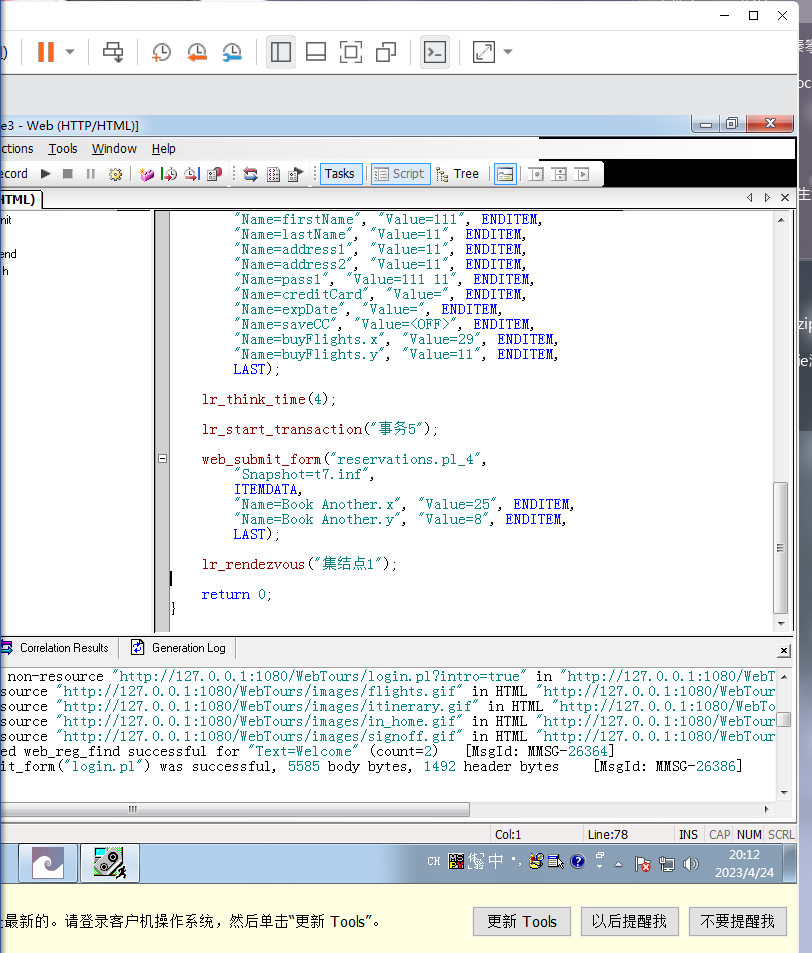 e3 - Web (HTTP/HTML)]
ctions Tools Window Help
ecord Tasks Script Tree
HTML)
nit
end
h
"Name=firstName", "Value=111", ENDITEM,
"Name=lastName", "Value=11", ENDITEM,
"Name=address1", "Value=11", ENDITEM,
"Name=address2", "Value=11", ENDITEM,
"Name=pass1", "Value=111 11", ENDITEM,
"Name=creditCard", "Value=", ENDITEM,
"Name=expDate", "Value=", ENDITEM,
"Name=saveCC", "Value=<OFF>", ENDITEM,
"Name=buyFlights.x", "Value=29", ENDITEM,
"Name=buyFlights.y", "Value=11", ENDITEM,
LAST);
lr_think_time(4);
lr_start_transaction("事务5");
web_submit_form("reservations.pl_4",
"Snapshot=t7.inf",
ITEMDATA,
"Name=Book Another.x", "Value=25", ENDITEM,
"Name=Book Another.y", "Value=8", ENDITEM,
LAST);
lr_rendezvous("集结点1");
return 0;
}
Correlation Results Generation Log
non-resource "http://127.0.0.1:1080/WebTours/login.pl?intro=true" in "http://127.0.0.1:1080/WebT
source "http://127.0.0.1:1080/WebTours/images/flights.gif" in HTML "http://127.0.0.1:1080/WebTour
source "http://127.0.0.1:1080/WebTours/images/itinerary.gif" in HTML "http://127.0.0.1:1080/WebTo
source "http://127.0.0.1:1080/WebTours/images/in_home.gif" in HTML "http://127.0.0.1:1080/WebTour
source "http://127.0.0.1:1080/WebTours/images/signoff.gif" in HTML "http://127.0.0.1:1080/WebTour
ed web_reg_find successful for "Text=Welcome" (count=2) [MsgId: MMSG-26364]
it_form("login.pl") was successful, 5585 body bytes, 1492 header bytes [MsgId: MMSG-26386]
Col:1 Line:78 INS CAP NUM SCRL
CH 中
20:12
2023/4/24
最新的。请登录客户机操作系统，然后单击“更新 Tools”。
更新 Tools 以后提醒我 不要提醒我
oc
生
zip